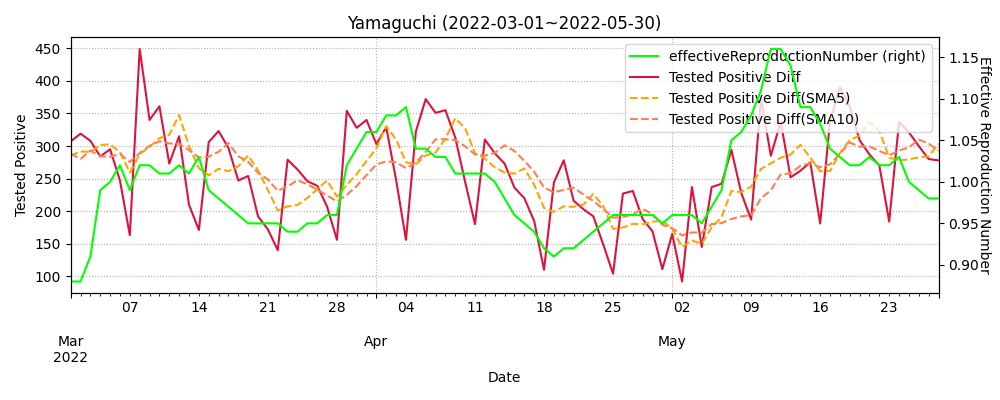 Yamaguchi (2022-03-01~2022-05-30)
effectiveReproductionNumber (right)
Tested Positive Diff
Tested Positive Diff(SMA5)
Tested Positive Diff(SMA10)
Tested Positive
450
400
350
300
250
200
150
100
1.15
1.10
1.05
1.00
0.95
0.90
Effective Reproduction Number
07 14 21 28 04 11 18 25 02 09 16 23
Mar Apr May
2022
Date